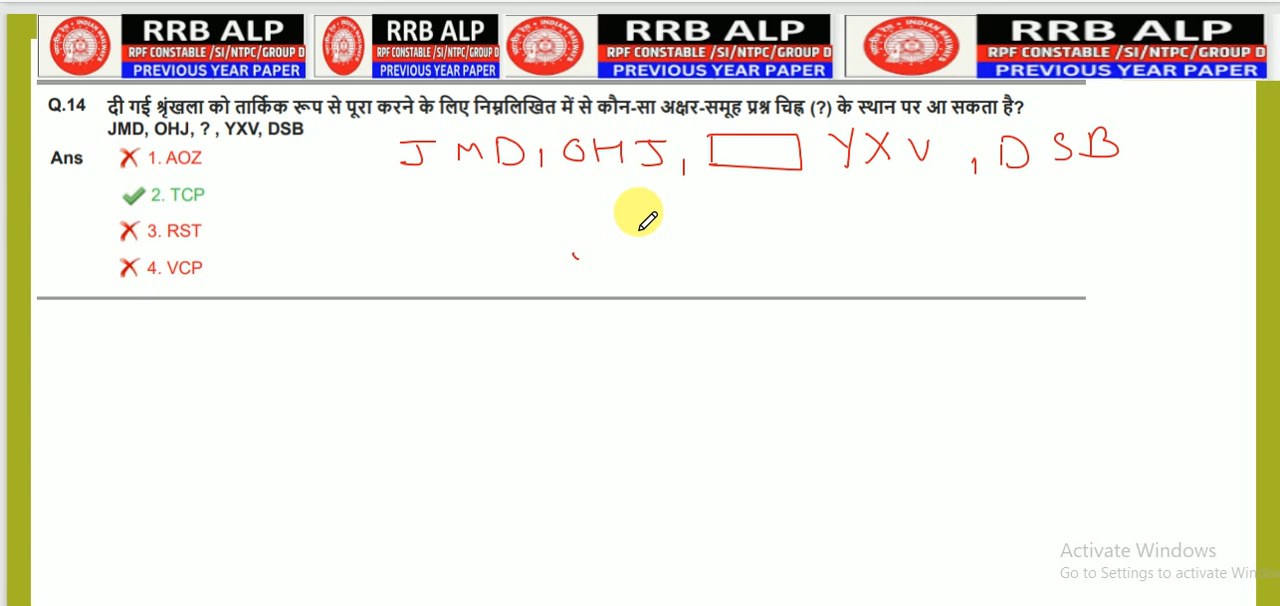 RRB ALP RRB ALP RRB ALP RRB ALP
RPF CONSTABLE /SI/NTPC/GROUP D RPF CONSTABLE /SI/NTPC/GROUP D RPF CONSTABLE /SI/NTPC/GROUP D RPF CONSTABLE /SI/NTPC/GROUP D
PREVIOUS YEAR PAPER PREVIOUS YEAR PAPER PREVIOUS YEAR PAPER PREVIOUS YEAR PAPER
Q.14 दी गई श्रृंखला को तार्किक रूप से पूरा करने के लिए निम्नलिखित में से कौन-सा अक्षर-समूह प्रश्न चिह्न (?) के स्थान पर आ सकता है?
JMD, OHJ, ? , YXV, DSB
JMD, OHJ, YXV, DSB
Ans 1. AOZ
2. TCP
3. RST
4. VCP
Activate Windows
Go to Settings to activate Win